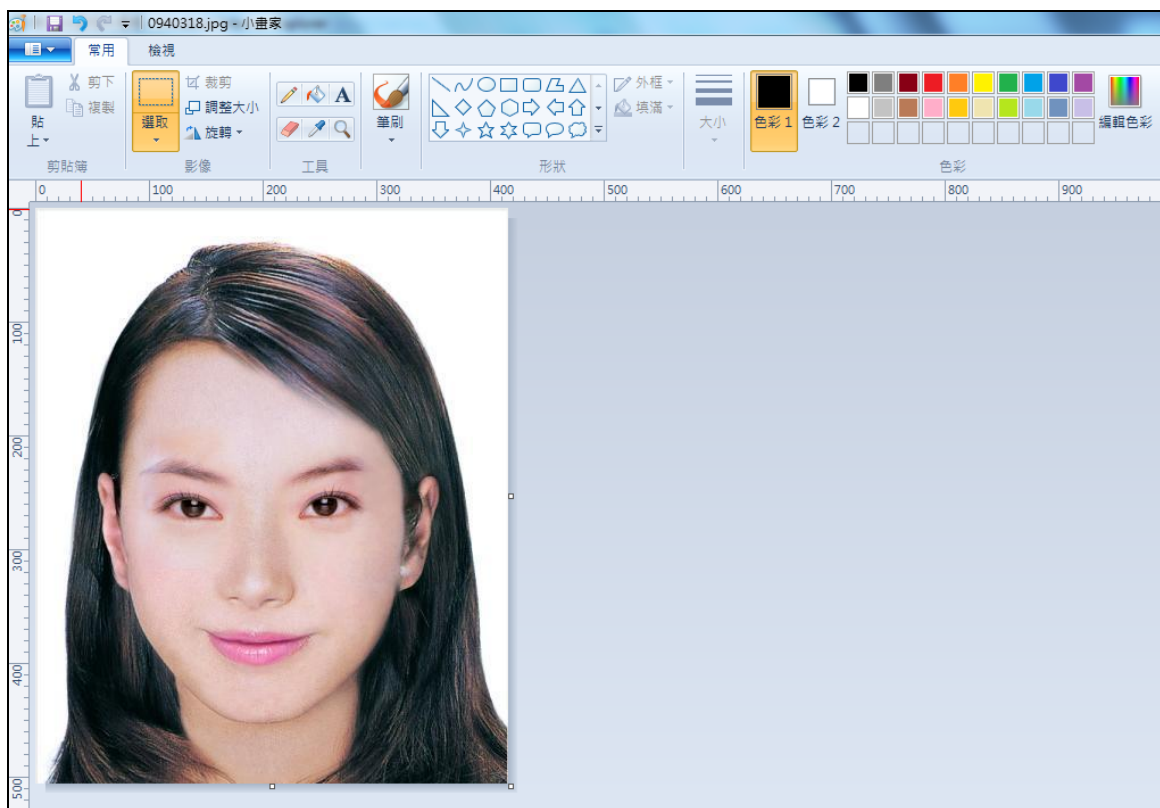 0940318.jpg - 小畫家
常用 檢視
剪下
複製
貼上
剪貼簿
選取
裁剪
調整大小
旋轉
影像
A
工具
筆刷
外框
填滿
形狀
大小
色彩 1
色彩 2
編輯色彩
色彩
0 100 200 300 400 500 600 700 800 900
0
100
200
300
400
500